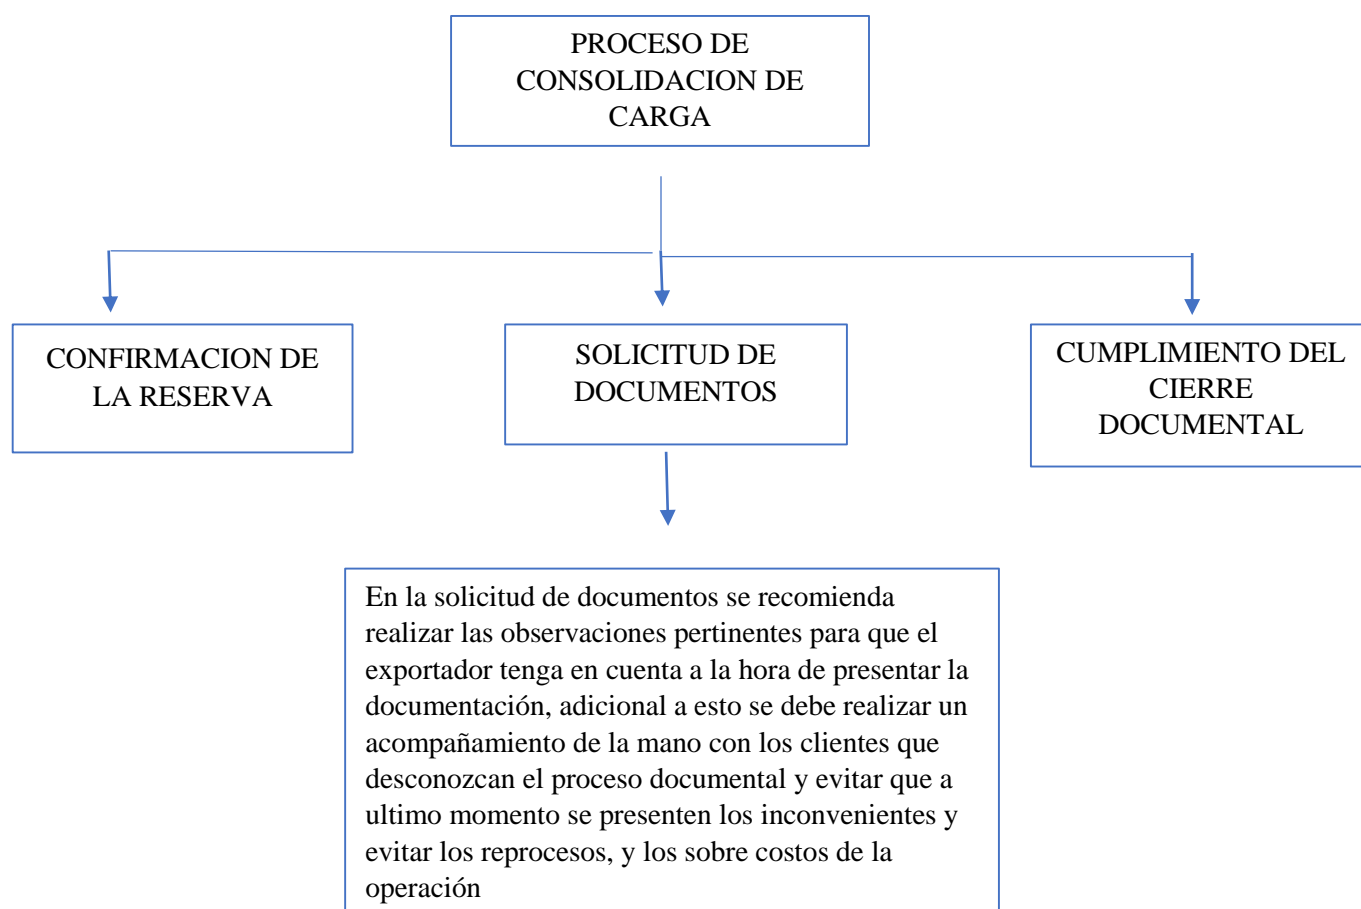 PROCESO DE
CONSOLIDACION DE
CARGA
CONFIRMACION DE
LA RESERVA
SOLICITUD DE
DOCUMENTOS
CUMPLIMIENTO DEL
CIERRE
DOCUMENTAL
En la solicitud de documentos se recomienda
realizar las observaciones pertinentes para que el
exportador tenga en cuenta a la hora de presentar la
documentación, adicional a esto se debe realizar un
acompañamiento de la mano con los clientes que
desconozcan el proceso documental y evitar que a
ultimo momento se presenten los inconvenientes y
evitar los reprocesos, y los sobre costos de la
operación